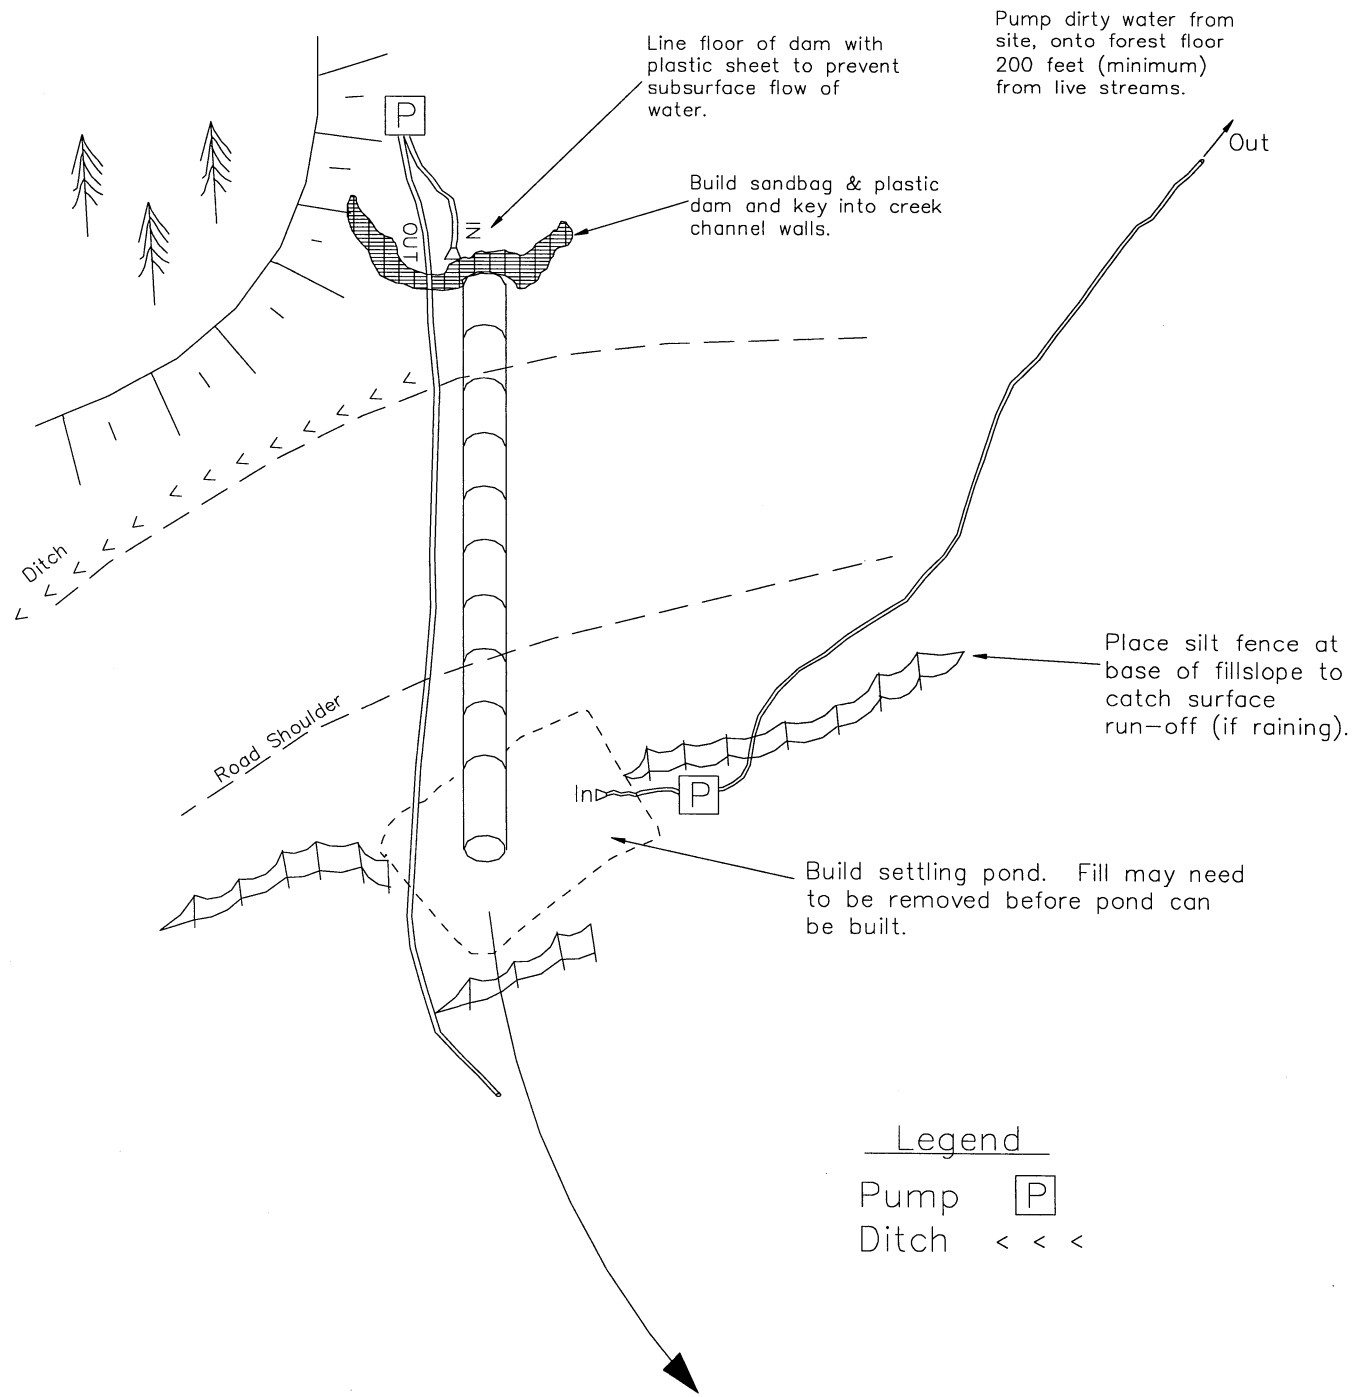 Pump dirty water from
site, onto forest floor
200 feet (minimum)
from live streams.
Line floor of dam with
plastic sheet to prevent
subsurface flow of
water.
P
Out
Build sandbag & plastic
dam and key into creek
channel walls.
OUT
IN
Ditch
Place silt fence at
base of fillslope to
catch surface
run-off (if raining).
Road Shoulder
In
P
Build settling pond. Fill may need
to be removed before pond can
be built.
Legend
Pump P
Ditch < < <